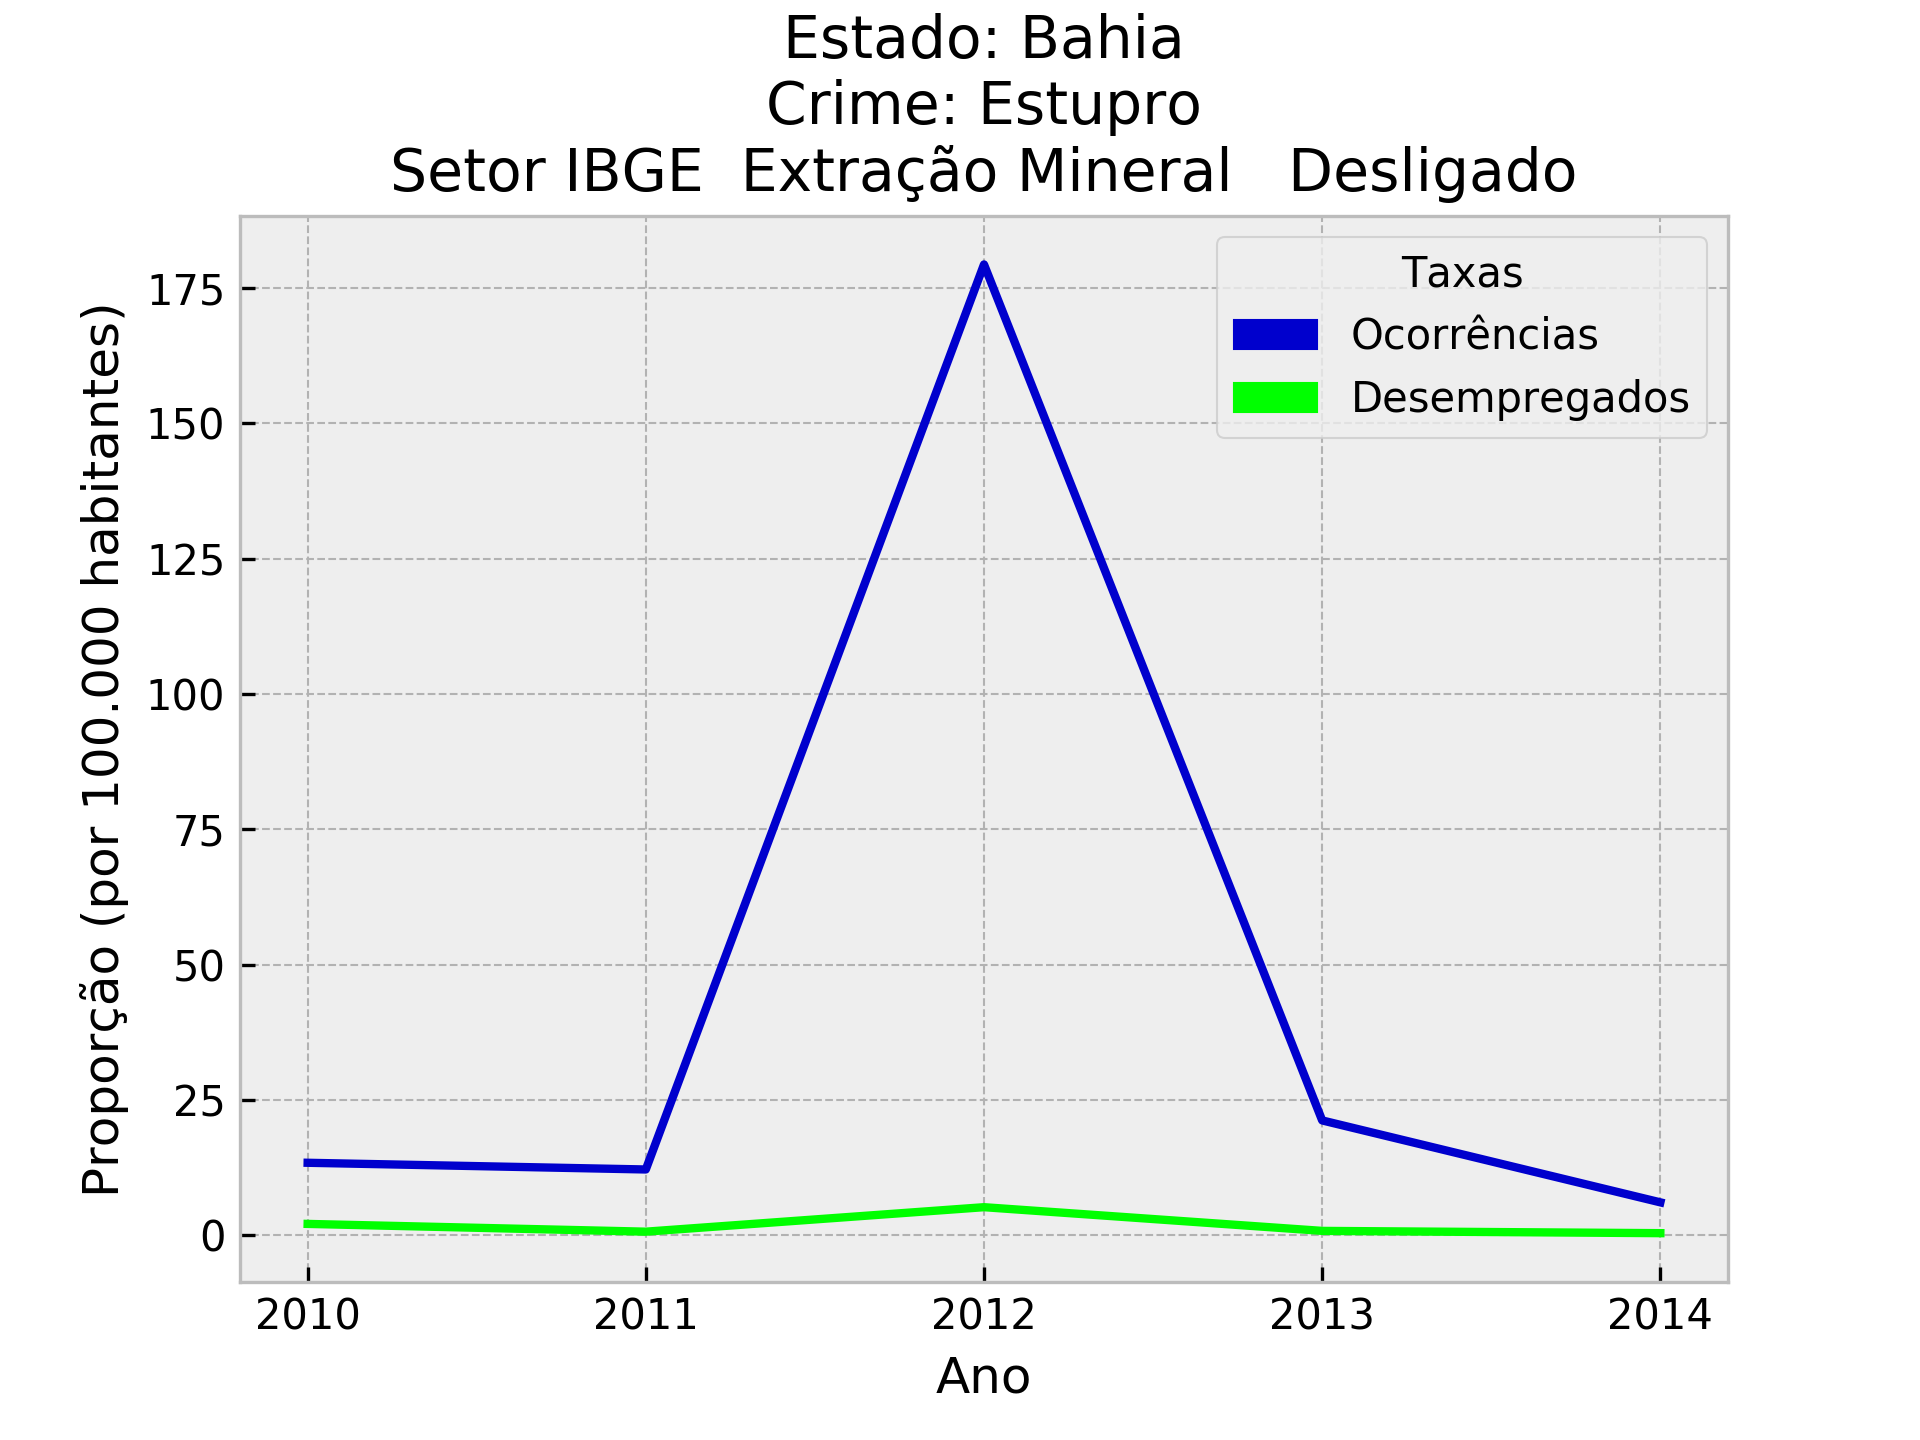 Estado: Bahia
Crime: Estupro
Setor IBGE  Extração Mineral   Desligado
Proporção (por 100.000 habitantes)
175
150
125
100
75
50
25
0
Taxas
Ocorrências
Desempregados
2010 2011 2012 2013 2014
Ano